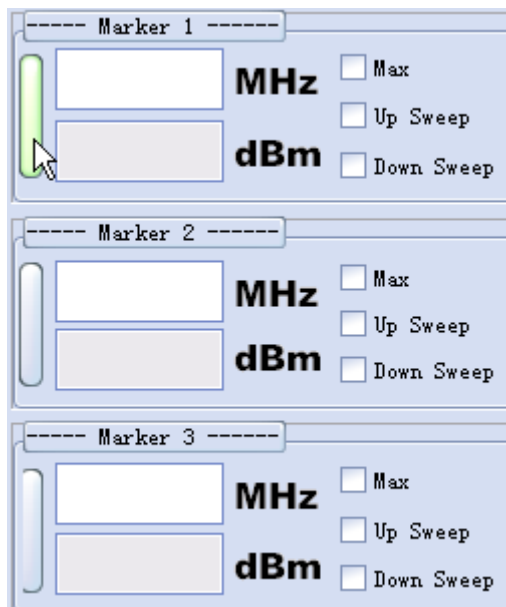 ----- Marker 1 ------
MHz
Max
Up Sweep
dBm
Down Sweep
----- Marker 2 ------
MHz
Max
Up Sweep
dBm
Down Sweep
----- Marker 3 ------
MHz
Max
Up Sweep
dBm
Down Sweep